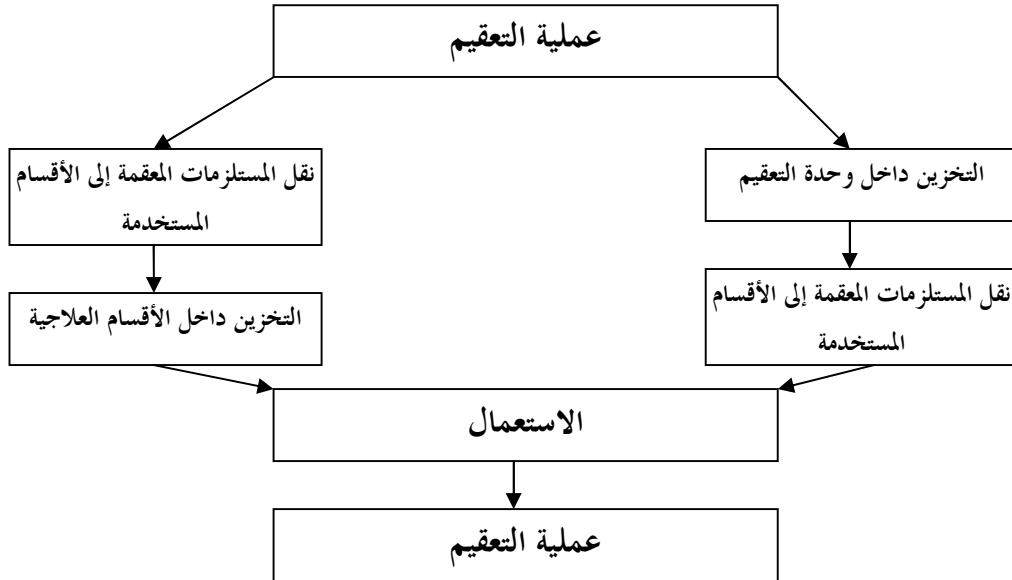 عملية التعقيم
التخزين داخل وحدة التعقيم
نقل المستلزمات المعقمة إلى الأقسام
المستخدمة
نقل المستلزمات المعقمة إلى الأقسام
المستخدمة
التخزين داخل الأقسام العلاجية
الاستعمال
عملية التعقيم